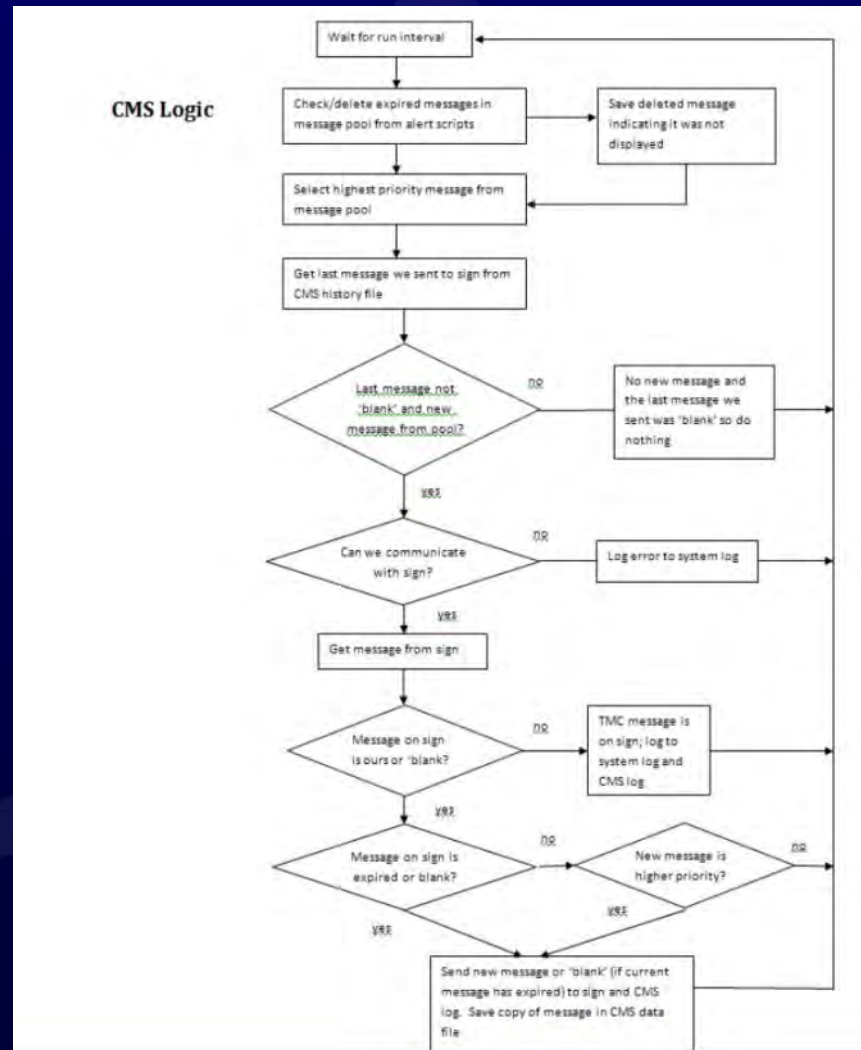 Wait for run interval
CMS Logic
Check/delete expired messages in
message pool from alert scripts
Save deleted message
indicating it was not
displayed
Select highest priority message from
message pool
Get last message we sent to sign from
CMS history file
Last message not
'blank' and new
message from pool?
no
No new message and
the last message we
sent was 'blank' so do
nothing
yes
Can we communicate
with sign?
no
Log error to system log
yes
Get message from sign
Message on sign
is ours or 'blank?
no
TMC message is
on sign; log to
system log and
CMS log
yes
Message on sign is
expired or blank?
no
New message is
higher priority?
no
yes
yes
Send new message or 'blank' (if current
message has expired) to sign and CMS
log. Save copy of message in CMS data
file